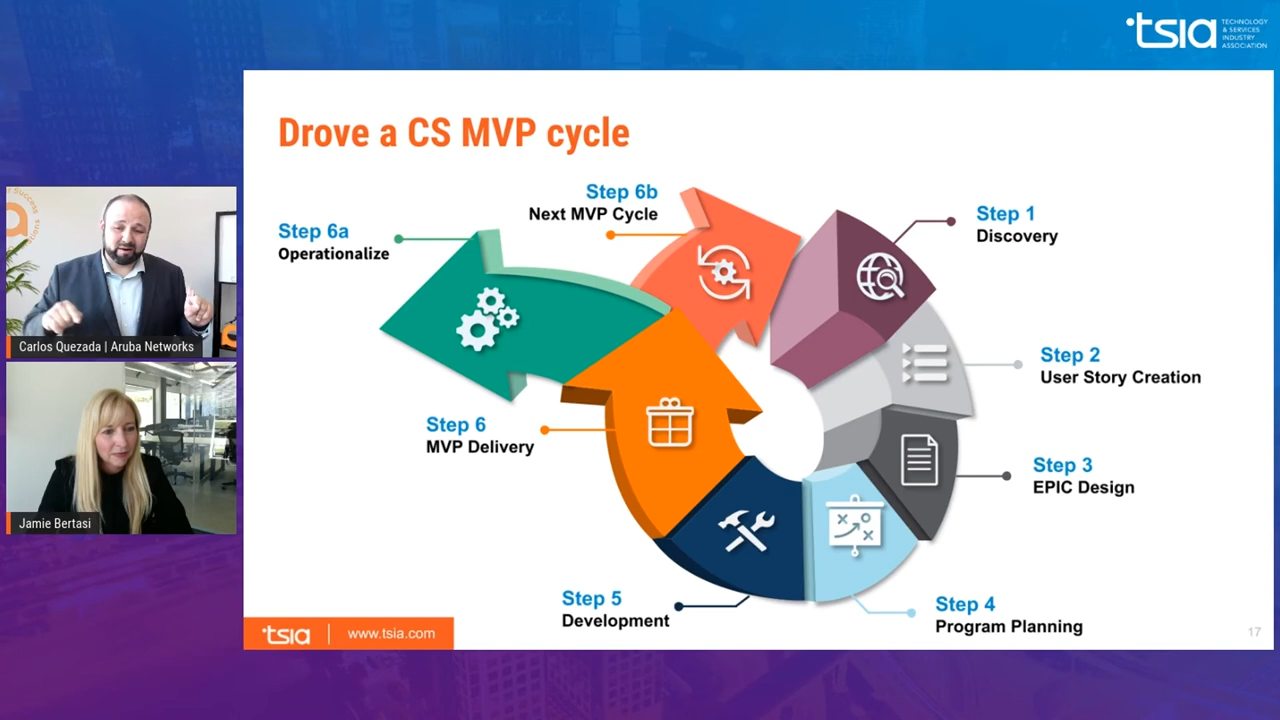 tsia TECHNOLOGY
& SERVICES
INDUSTRY
ASSOCIATION
Drove a CS MVP cycle
Step 6b
Next MVP Cycle
Step 6a
Operationalize
Step 1
Discovery
Step 2
User Story Creation
Step 3
EPIC Design
Step 4
Program Planning
Step 5
Development
Step 6
MVP Delivery
Carlos Quezada | Aruba Networks
Jamie Bertasi
tsia | www.tsia.com
17